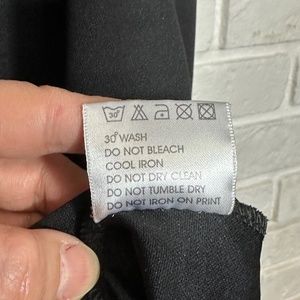 30
30° WASH
DO NOT BLEACH
COOL IRON
DO NOT DRY CLEAN
DO NOT TUMBLE DRY
DO NOT IRON ON PRINT